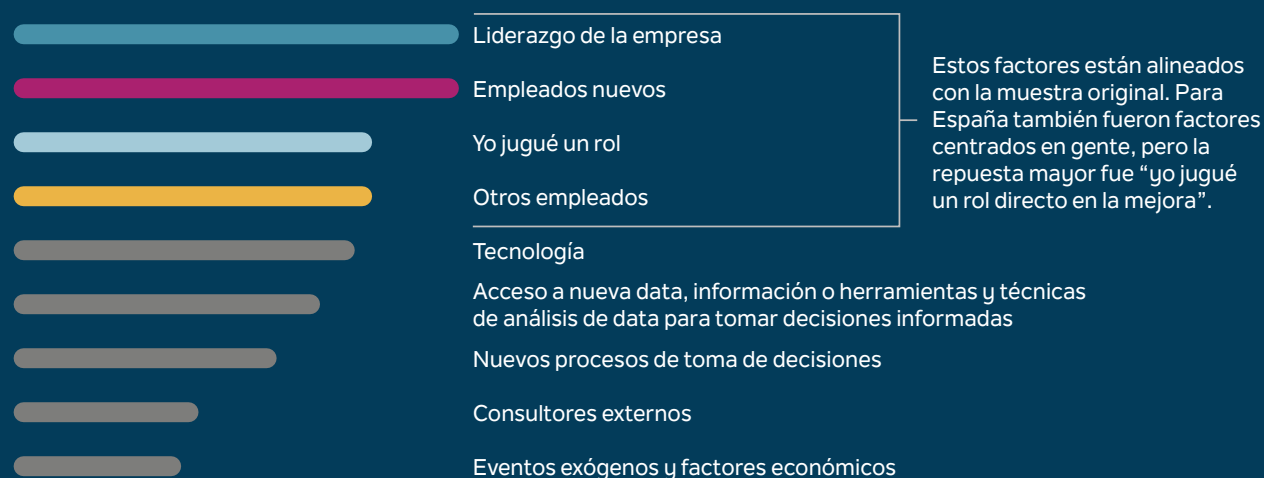 Liderazgo de la empresa
Empleados nuevos
Yo jugué un rol
Otros empleados
Estos factores están alineados
con la muestra original. Para
España también fueron factores
centrados en gente, pero la
repuesta mayor fue “yo jugué
un rol directo en la mejora”.
Tecnología
Acceso a nueva data, información o herramientas y técnicas
de análisis de data para tomar decisiones informadas
Nuevos procesos de toma de decisiones
Consultores externos
Eventos exógenos y factores económicos